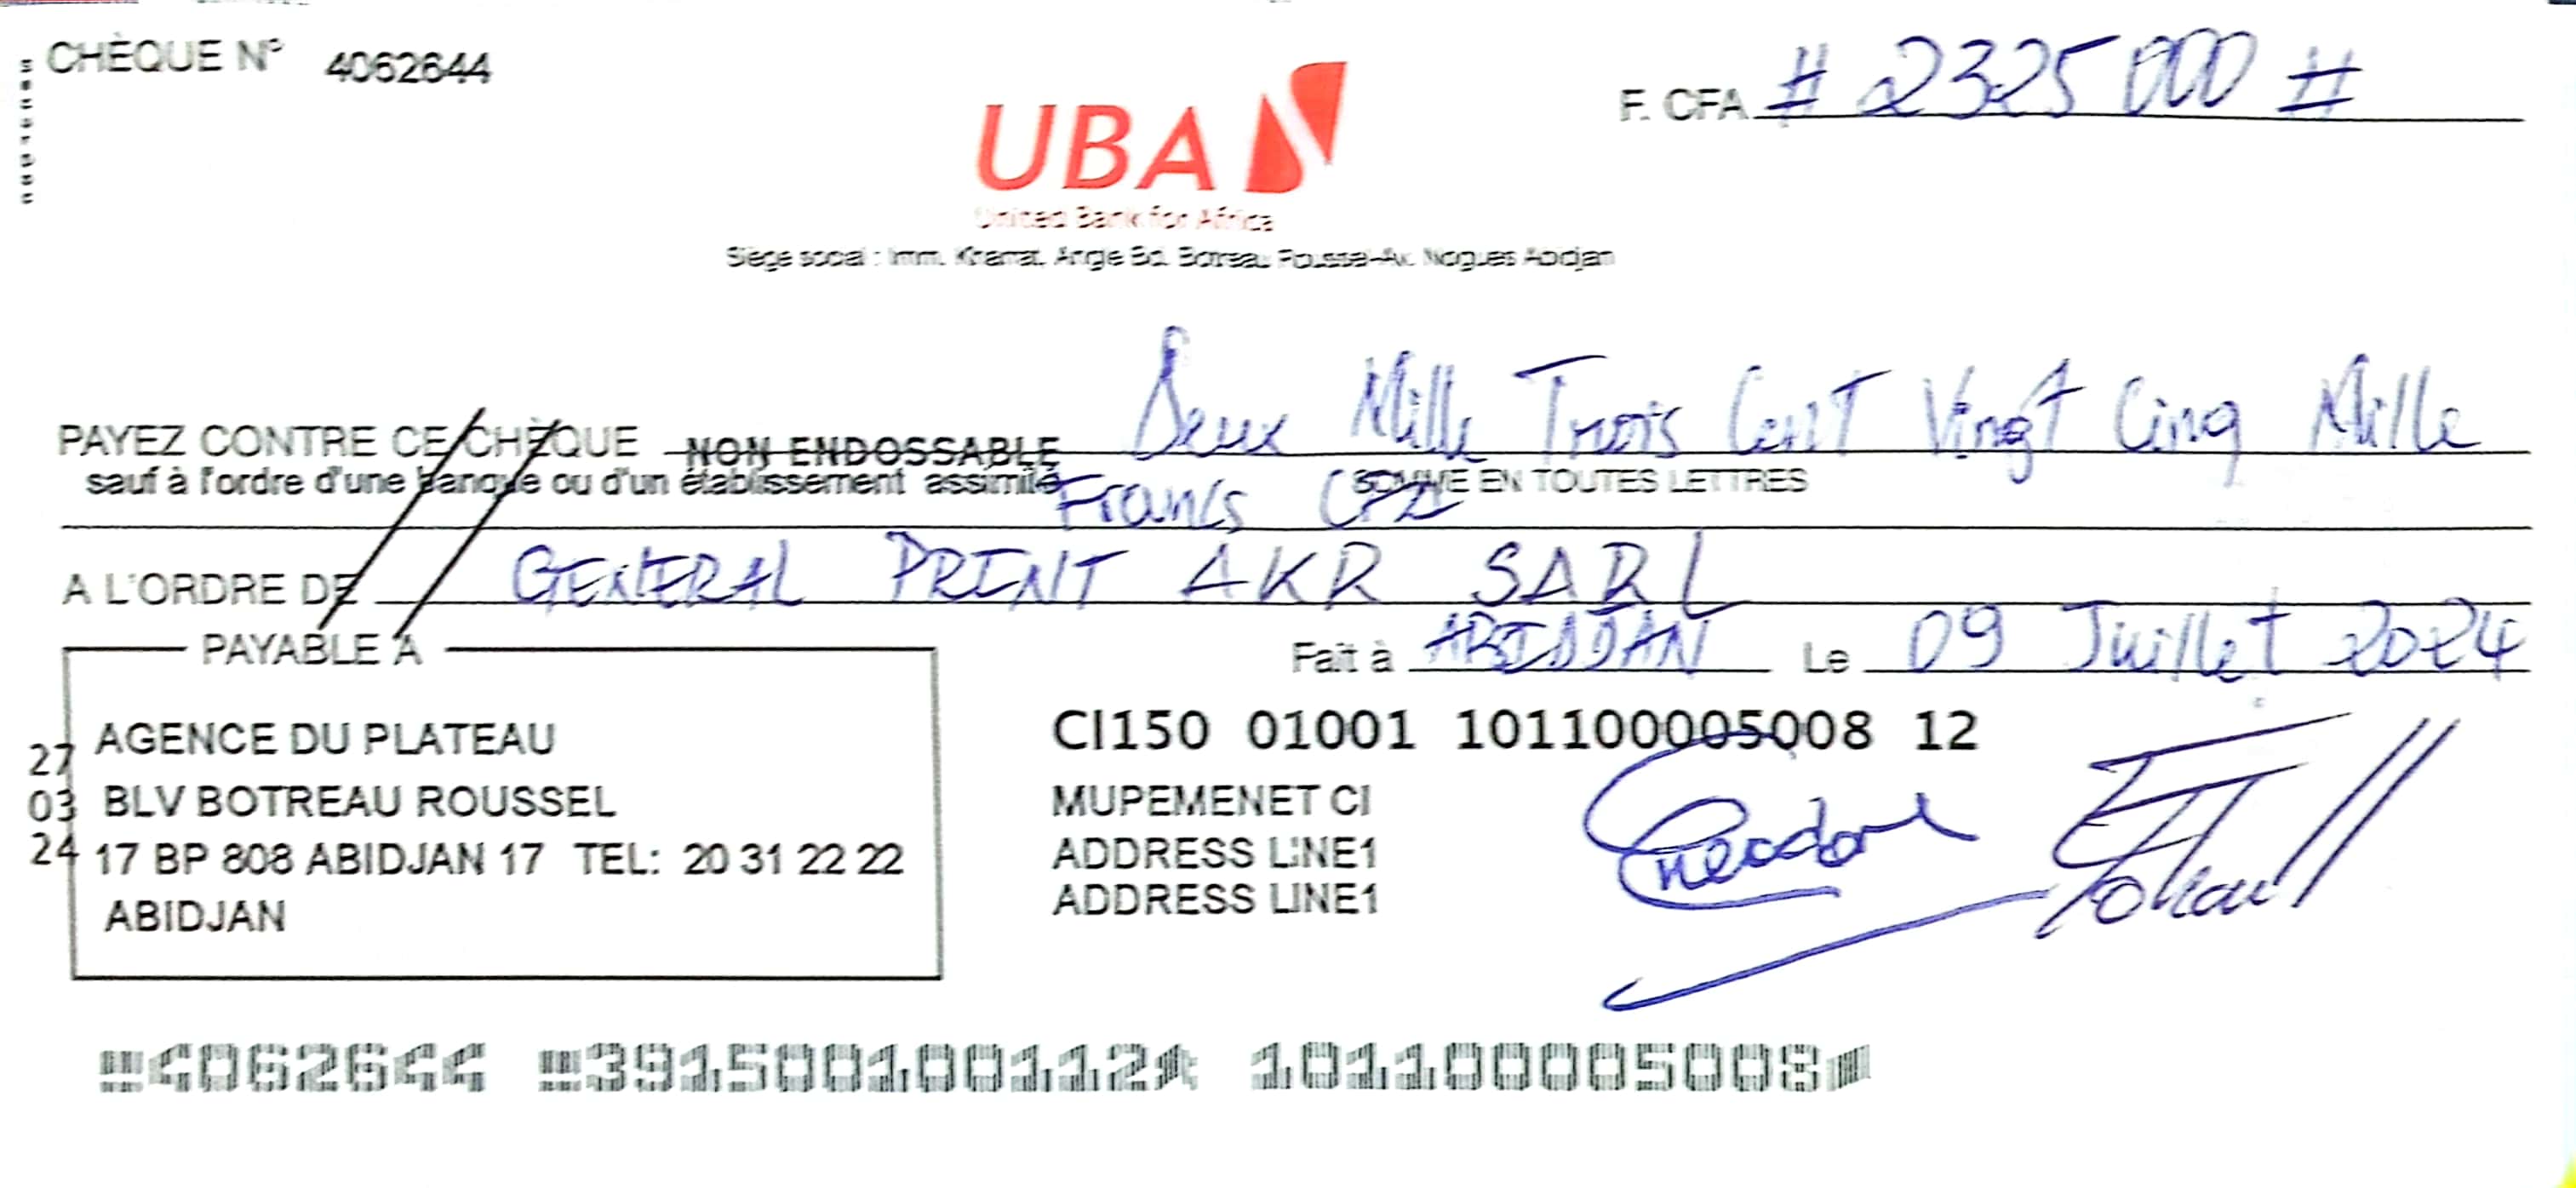 CHÈQUE N° 4062644
F. CFA # 2325 000 #
UBA
United Bank for Africa
Siège social : Imm. Kharrat, Angle Bd. Botreau Roussel-Av. Nogues Abidjan
PAYEZ CONTRE CE CHÈQUE NON ENDOSSABLE Deux Mille Trois Cent Vingt Cinq Mille
sauf à l'ordre d'une banque ou d'un établissement assimilé SOMME EN TOUTES LETTRES
Francs CFA
A L'ORDRE DE GENERAL PRINT AKR SARL
PAYABLE A
Fait à ABIDJAN Le 09 Juillet 2024
CI150 01001 101100005008 12
27
03
24
AGENCE DU PLATEAU
BLV BOTREAU ROUSSEL
17 BP 808 ABIDJAN 17 TEL: 20 31 22 22
ABIDJAN
MUPEMENET CI
ADDRESS LINE1
ADDRESS LINE1
4062644 391500100112 101100005008